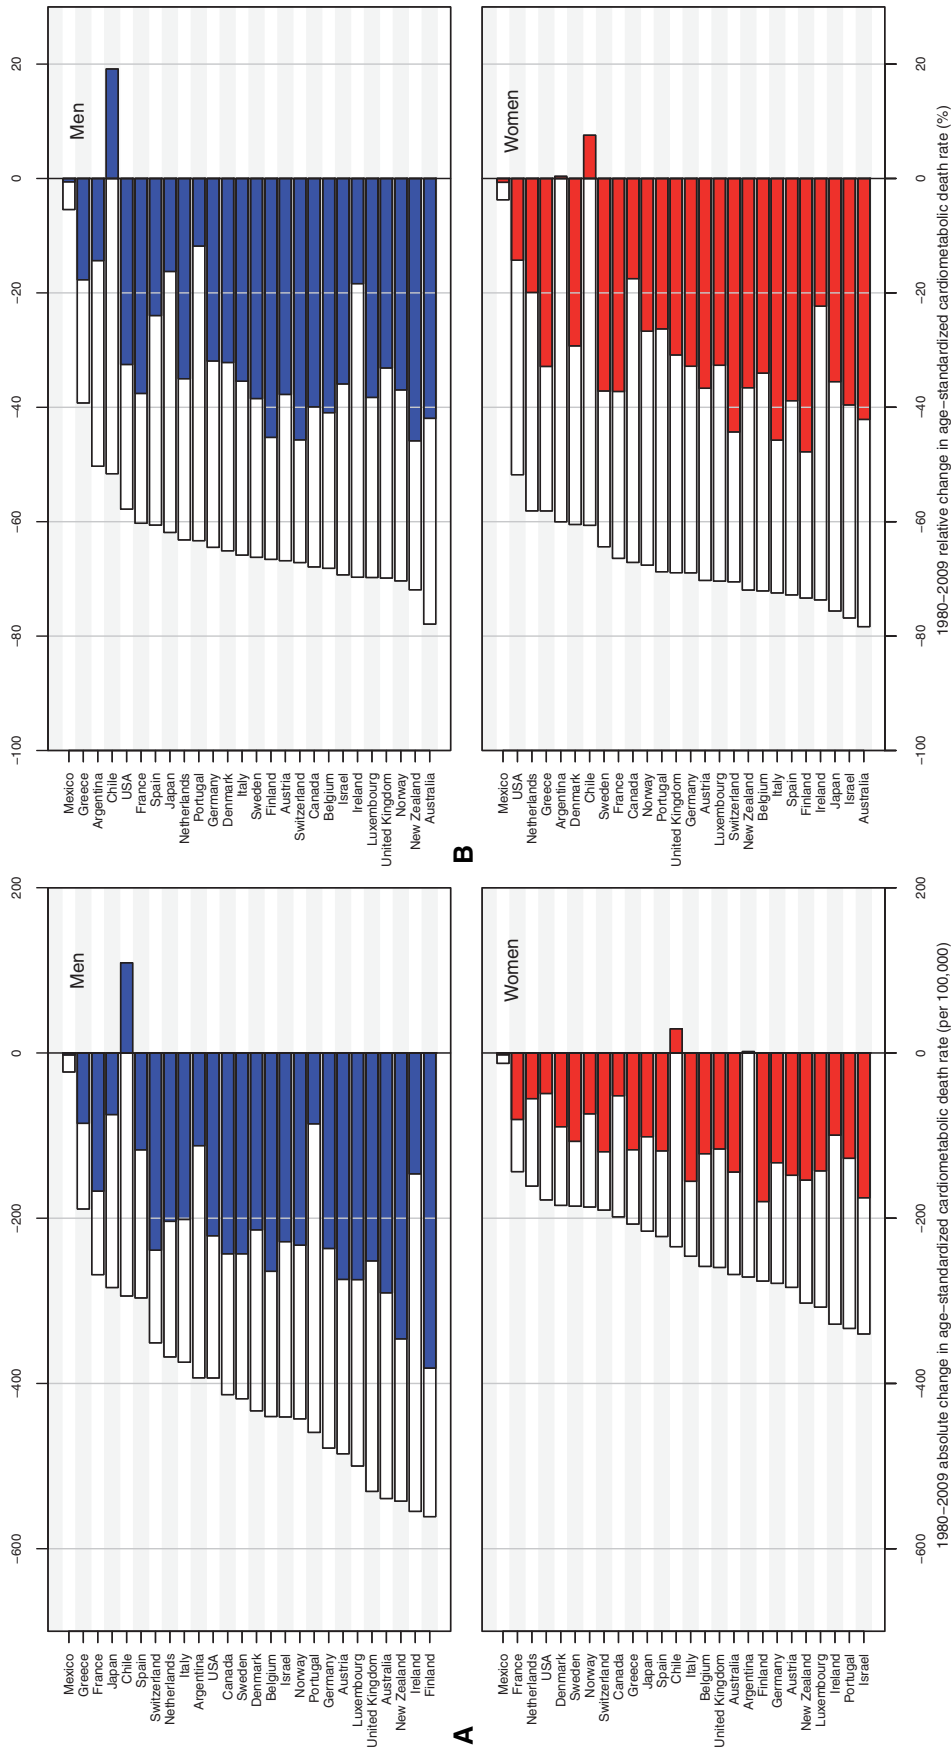 A
Men
Mexico
Greece
France
Japan
Chile
Spain
Switzerland
Netherlands
Italy
Argentina
USA
Canada
Sweden
Denmark
Belgium
Israel
Norway
Portugal
Germany
Austria
Luxembourg
United Kingdom
Australia
New Zealand
Ireland
Finland
−600
−400
−200
0
200
Women
Mexico
France
Netherlands
USA
Denmark
Sweden
Norway
Switzerland
Canada
Greece
Japan
Spain
Chile
Italy
Belgium
United Kingdom
Australia
Argentina
Finland
Germany
Austria
New Zealand
Luxembourg
Ireland
Portugal
Israel
−600
−400
−200
0
200
1980−2009 absolute change in age−standardized cardiometabolic death rate (per 100,000)
B
Men
Mexico
Greece
Argentina
Chile
USA
France
Spain
Japan
Netherlands
Portugal
Germany
Denmark
Italy
Sweden
Finland
Austria
Switzerland
Canada
Belgium
Israel
Ireland
Luxembourg
United Kingdom
Norway
New Zealand
Australia
−100
−80
−60
−40
−20
0
20
Women
Mexico
USA
Netherlands
Greece
Argentina
Denmark
Chile
Sweden
France
Canada
Norway
Portugal
United Kingdom
Germany
Austria
Luxembourg
Switzerland
New Zealand
Belgium
Italy
Spain
Finland
Ireland
Japan
Israel
Australia
−100
−80
−60
−40
−20
0
20
1980−2009 relative change in age−standardized cardiometabolic death rate (%)